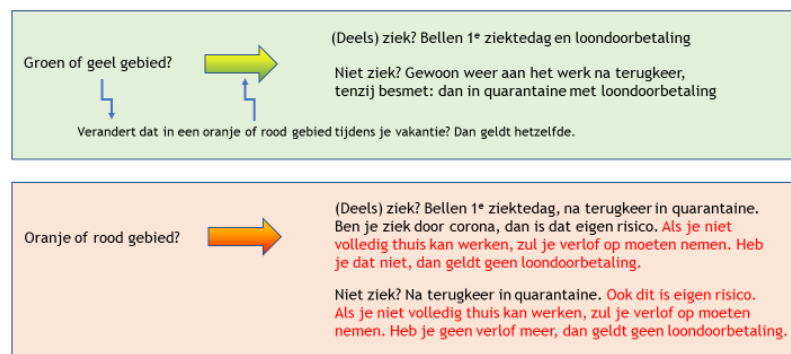 (Deels) ziek? Bellen 1e ziektedag en loondoorbetaling
Groen of geel gebied?
Niet ziek? Gewoon weer aan het werk na terugkeer,
tenzij besmet: dan in quarantaine met loondoorbetaling
Verandert dat in een oranje of rood gebied tijdens je vakantie? Dan geldt hetzelfde.
Oranje of rood gebied?
(Deels) ziek? Bellen 1e ziektedag, na terugkeer in quarantaine.
Ben je ziek door corona, dan is dat eigen risico. Als je niet
volledig thuis kan werken, zul je verlof op moeten nemen. Heb
je dat niet, dan geldt geen loondoorbetaling.
Niet ziek? Na terugkeer in quarantaine. Ook dit is eigen risico.
Als je niet volledig thuis kan werken, zul je verlof op moeten
nemen. Heb je geen verlof meer, dan geldt geen loondoorbetaling.